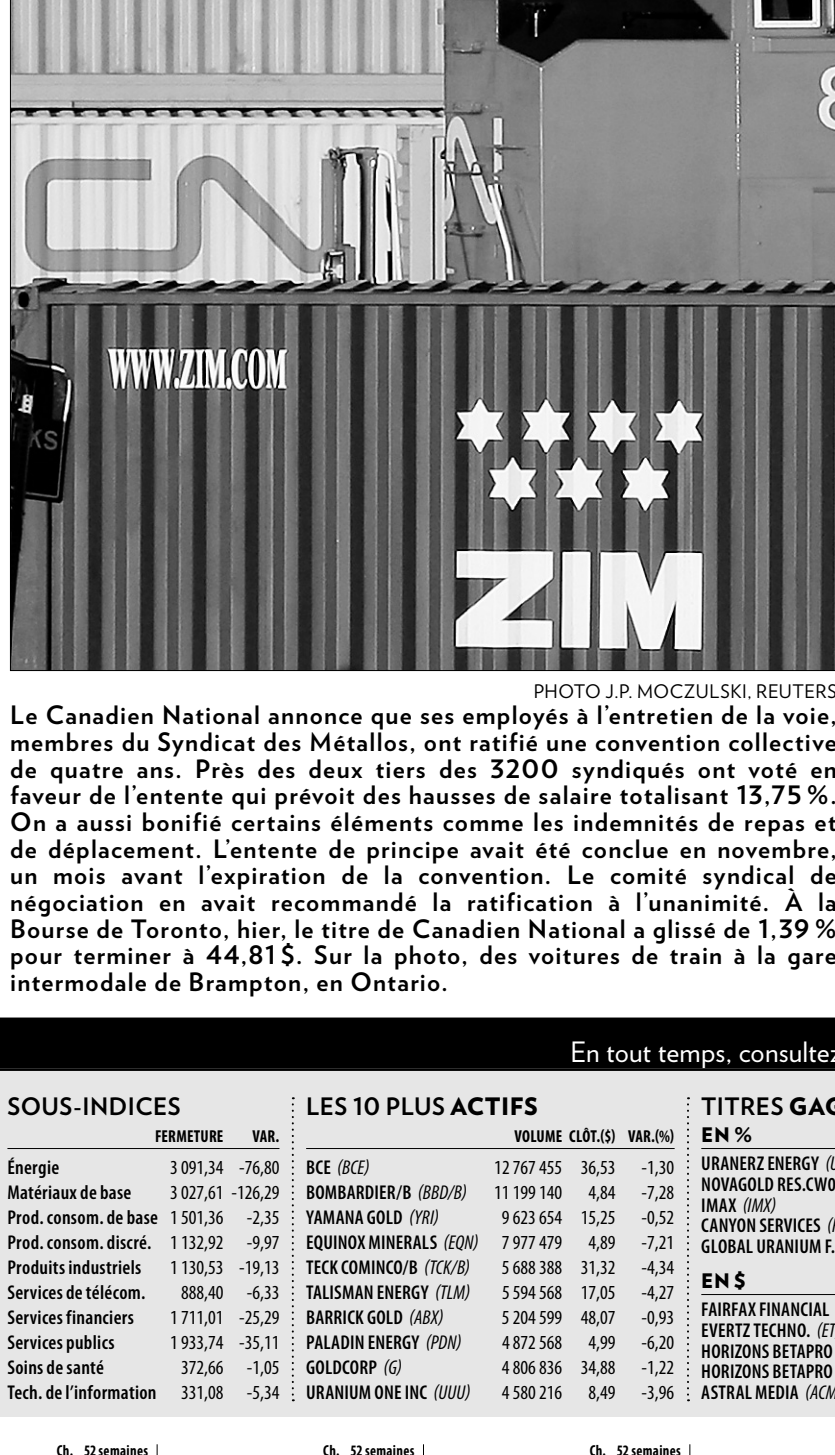 8
CN
N
WWW.ZIM.COM
KS
ZIM
PHOTO J.P. MOCZULSKI, REUTERS
Le Canadien National annonce que ses employés à l'entretien de la voie,
membres du Syndicat des Métallos, ont ratifié une convention collective
de quatre ans. Près des deux tiers des 3200 syndiqués ont voté en
faveur de l'entente qui prévoit des hausses de salaire totalisant 13,75 %.
On a aussi bonifié certains éléments comme les indemnités de repas et
de déplacement. L'entente de principe avait été conclue en novembre,
un mois avant l'expiration de la convention. Le comité syndical de
négociation en avait recommandé la ratification à l'unanimité. À la
Bourse de Toronto, hier, le titre de Canadien National a glissé de 1,39 %
pour terminer à 44,81 $. Sur la photo, des voitures de train à la gare
intermodale de Brampton, en Ontario.
En tout temps, consultez
SOUS-INDICES
FERMETURE VAR.
Énergie 3 091,34 -76,80
Matériaux de base 3 027,61 -126,29
Prod. consom. de base 1 501,36 -2,35
Prod. consom. discré. 1 132,92 -9,97
Produits industriels 1 130,53 -19,13
Services de télécom. 888,40 -6,33
Services financiers 1 711,01 -25,29
Services publics 1 933,74 -35,11
Soins de santé 372,66 -1,05
Tech. de l'information 331,08 -5,34
LES 10 PLUS ACTIFS
VOLUME CLÔT.($) VAR.(%)
BCE (BCE) 12 767 455 36,53 -1,30
BOMBARDIER/B (BBD/B) 11 199 140 4,84 -7,28
YAMANA GOLD (YRI) 9 623 654 15,25 -0,52
EQUINOX MINERALS (EQN) 7 977 479 4,89 -7,21
TECK COMINCO/B (TCK/B) 5 688 388 31,32 -4,34
TALISMAN ENERGY (TLM) 5 594 568 17,05 -4,27
BARRICK GOLD (ABX) 5 204 599 48,07 -0,93
PALADIN ENERGY (PDN) 4 872 568 4,99 -6,20
GOLDCORP (G) 4 806 836 34,88 -1,22
URANIUM ONE INC (UUU) 4 580 216 8,49 -3,96
TITRES GAG
EN %
URANERZ ENERGY (U
NOVAGOLD RES.CW0
IMAX (IMX)
CANYON SERVICES
GLOBAL URANIUM F.
EN $
FAIRFAX FINANCIAL
EVERTZ TECHNO. (ET
HORIZONS BETAPRO
HORIZONS BETAPRO
ASTRAL MEDIA (ACM
Ch. 52 semaines
Ch. 52 semaines
Ch. 52 semaines